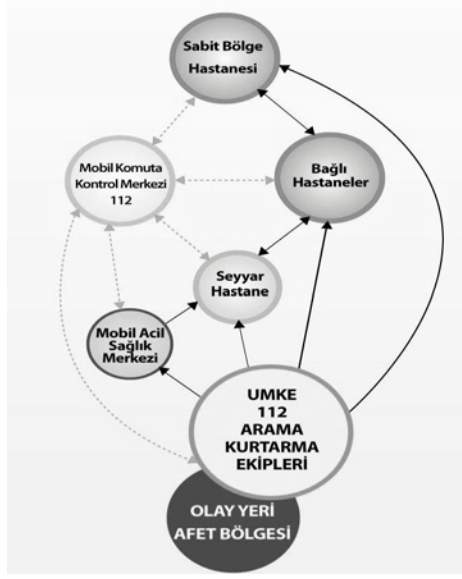 Sabit Bölge
Hastanesi
Mobil Komuta
Kontrol Merkezi
112
Bağlı
Hastaneler
Seyyar
Hastane
Mobil Acil
Sağlık
Merkezi
UMKE
112
ARAMA
KURTARMA
EKİPLERİ
OLAY YERİ
AFET BÖLGESİ